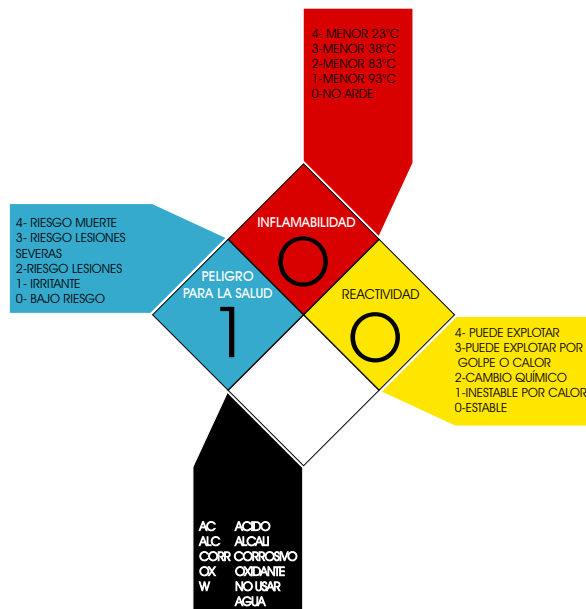 4- MENOR 23°C
3-MENOR 38°C
2-MENOR 83°C
1-MENOR 93°C
0-NO ARDE
INFLAMABILIDAD
0
4- RIESGO MUERTE
3- RIESGO LESIONES
SEVERAS
2-RIESGO LESIONES
1- IRRITANTE
0- BAJO RIESGO
PELIGRO
PARA LA SALUD
1
REACTIVIDAD
0
4- PUEDE EXPLOTAR
3-PUEDE EXPLOTAR POR
GOLPE O CALOR
2-CAMBIO QUÍMICO
1-INESTABLE POR CALOR
0-ESTABLE
AC ACIDO
ALC ALCALI
CORR CORROSIVO
OX OXIDANTE
W NO USAR
AGUA